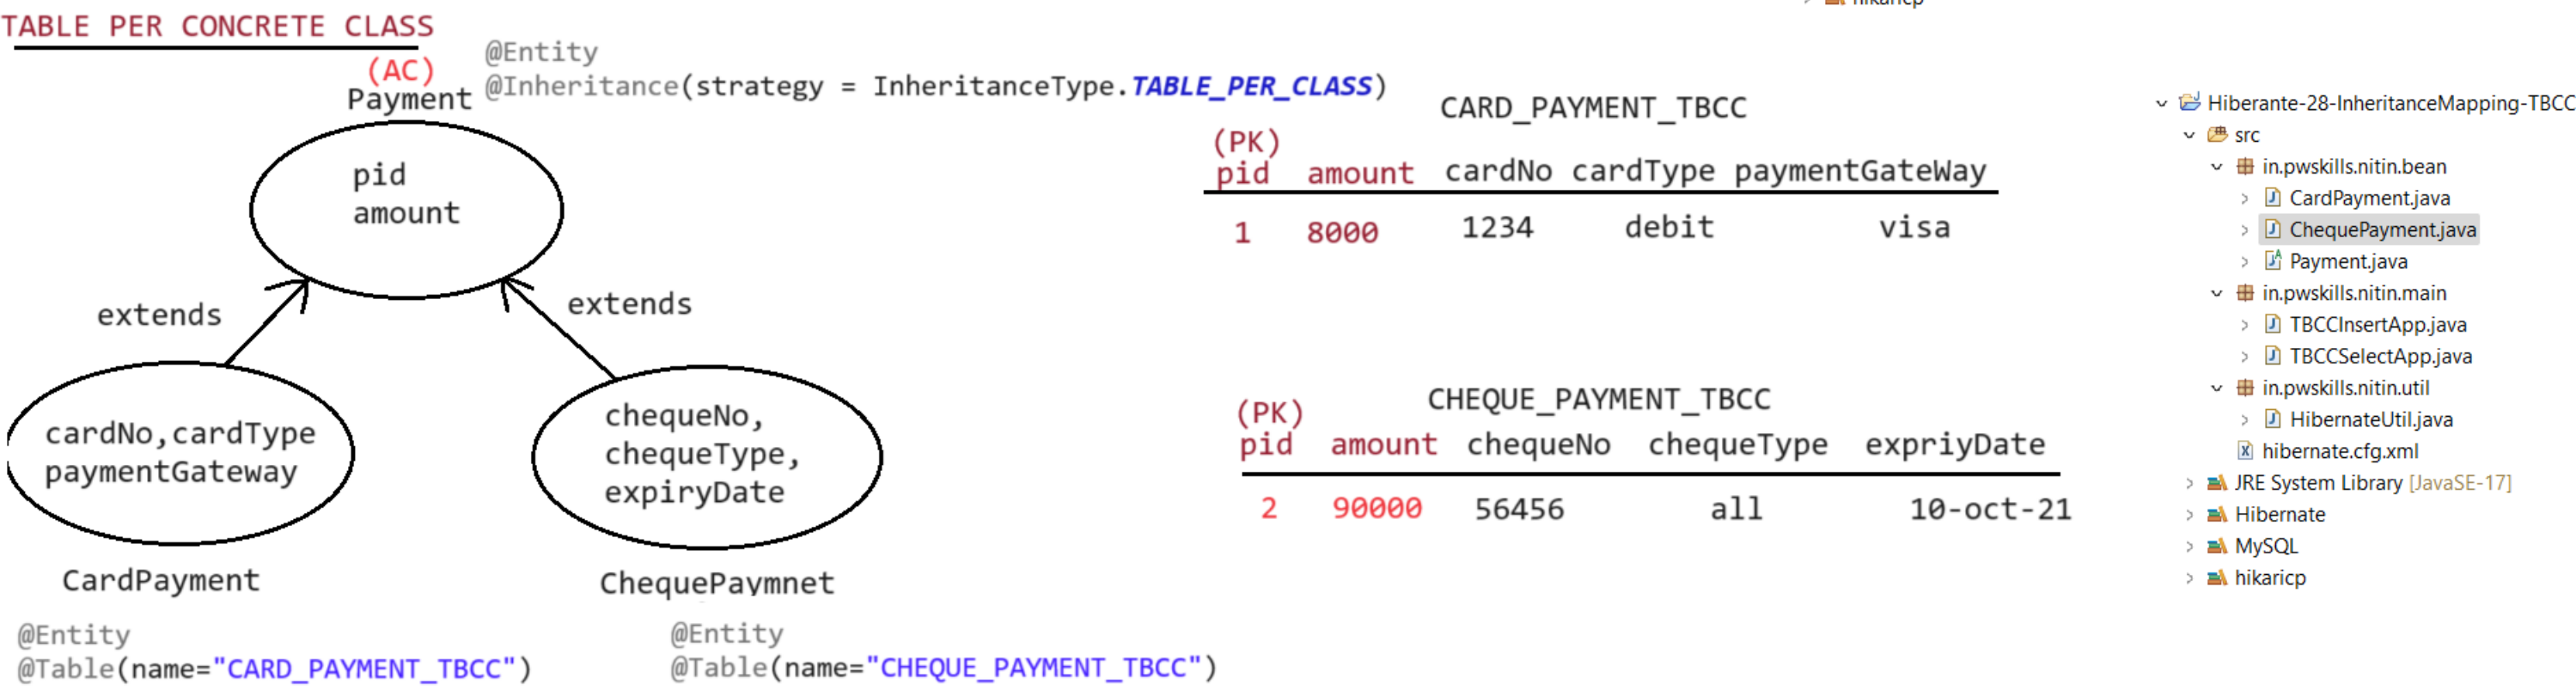 TABLE PER CONCRETE CLASS
(AC)
Payment
@Entity
@Inheritance(strategy = InheritanceType.TABLE_PER_CLASS)
pid
amount
extends
extends
cardNo,cardType
paymentGateway
CardPayment
@Entity
@Table(name="CARD_PAYMENT_TBCC")
chequeNo,
chequeType,
expiryDate
ChequePaymnet
@Entity
@Table(name="CHEQUE_PAYMENT_TBCC")
CARD_PAYMENT_TBCC
(PK)
pid amount cardNo cardType paymentGateWay
1 8000 1234 debit visa
CHEQUE_PAYMENT_TBCC
(PK)
pid amount chequeNo chequeType expriyDate
2 90000 56456 all 10-oct-21
hikaricp
Hiberante-28-InheritanceMapping-TBCC
src
in.pwskills.nitin.bean
CardPayment.java
ChequePayment.java
Payment.java
in.pwskills.nitin.main
TBCCInsertApp.java
TBCCSelectApp.java
in.pwskills.nitin.util
HibernateUtil.java
hibernate.cfg.xml
JRE System Library [JavaSE-17]
Hibernate
MySQL
hikaricp